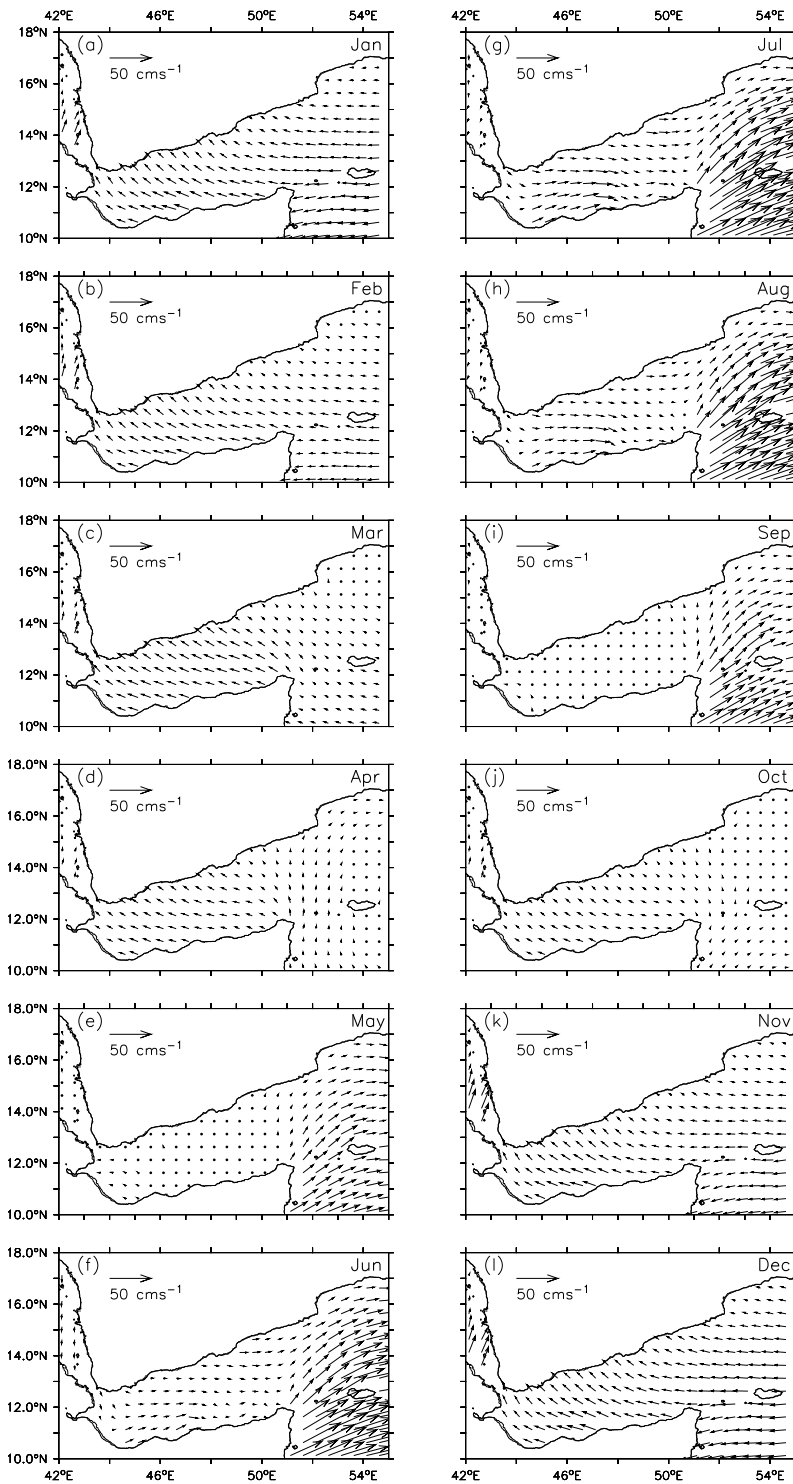 42°E 46°E 50°E 54°E 42°E 46°E 50°E 54°E
18°N (a) Jan (g) Jul
50 cms⁻¹ 50 cms⁻¹
16°N
14°N
12°N
10°N
18°N (b) Feb (h) Aug
50 cms⁻¹ 50 cms⁻¹
16°N
14°N
12°N
10°N
18°N (c) Mar (i) Sep
50 cms⁻¹ 50 cms⁻¹
16°N
14°N
12°N
10°N
18.0°N (d) Apr (j) Oct
50 cms⁻¹ 50 cms⁻¹
16.0°N
14.0°N
12.0°N
10.0°N
18.0°N (e) May (k) Nov
50 cms⁻¹ 50 cms⁻¹
16.0°N
14.0°N
12.0°N
10.0°N
18.0°N (f) Jun (l) Dec
50 cms⁻¹ 50 cms⁻¹
16.0°N
14.0°N
12.0°N
10.0°N
42°E 46°E 50°E 54°E 42°E 46°E 50°E 54°E